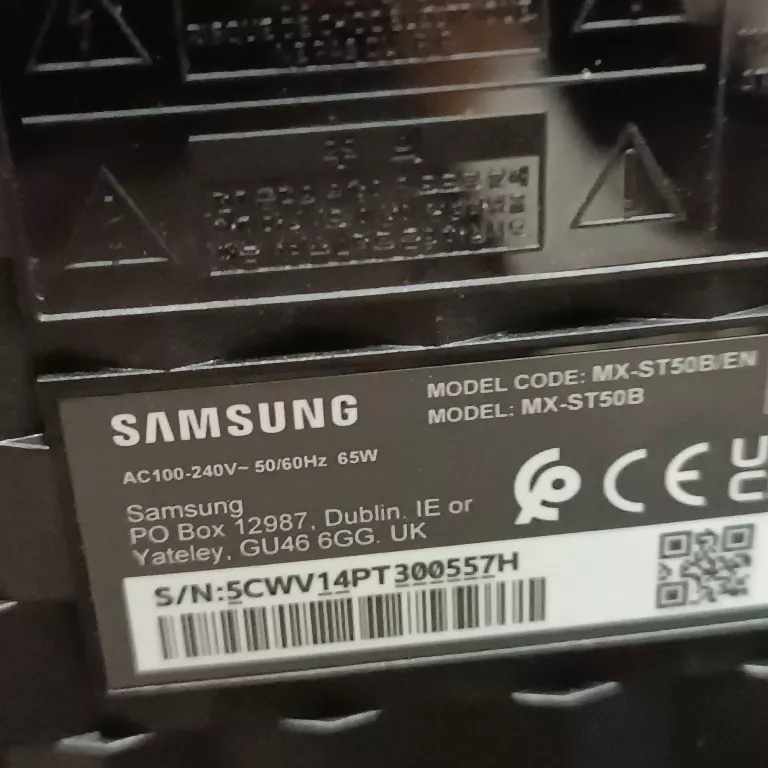 SAMSUNG
MODEL CODE: MX-ST50B/EN
MODEL: MX-ST50B
AC100-240V~ 50/60Hz 65W
Samsung
PO Box 12987, Dublin. IE or
Yateley, GU46 6GG. UK
CE
S/N:5CWV14PT300557H